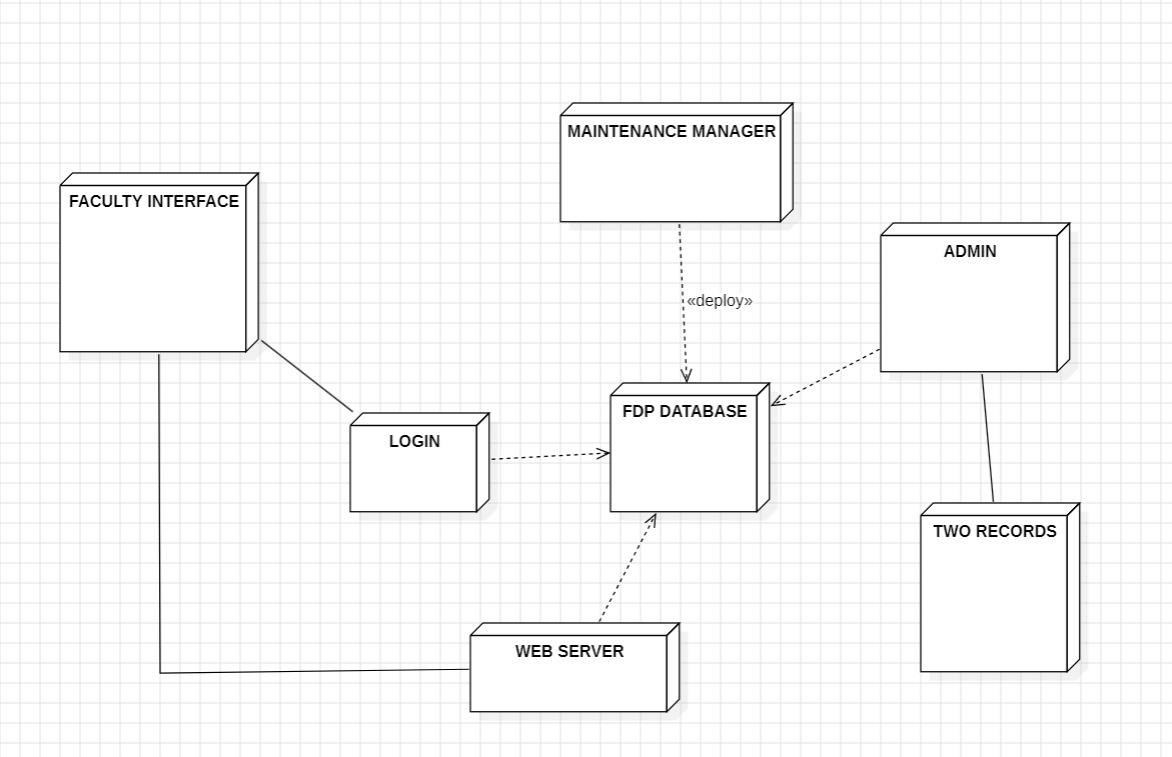 MAINTENANCE MANAGER
FACULTY INTERFACE
ADMIN
«deploy»
FDP DATABASE
LOGIN
TWO RECORDS
WEB SERVER